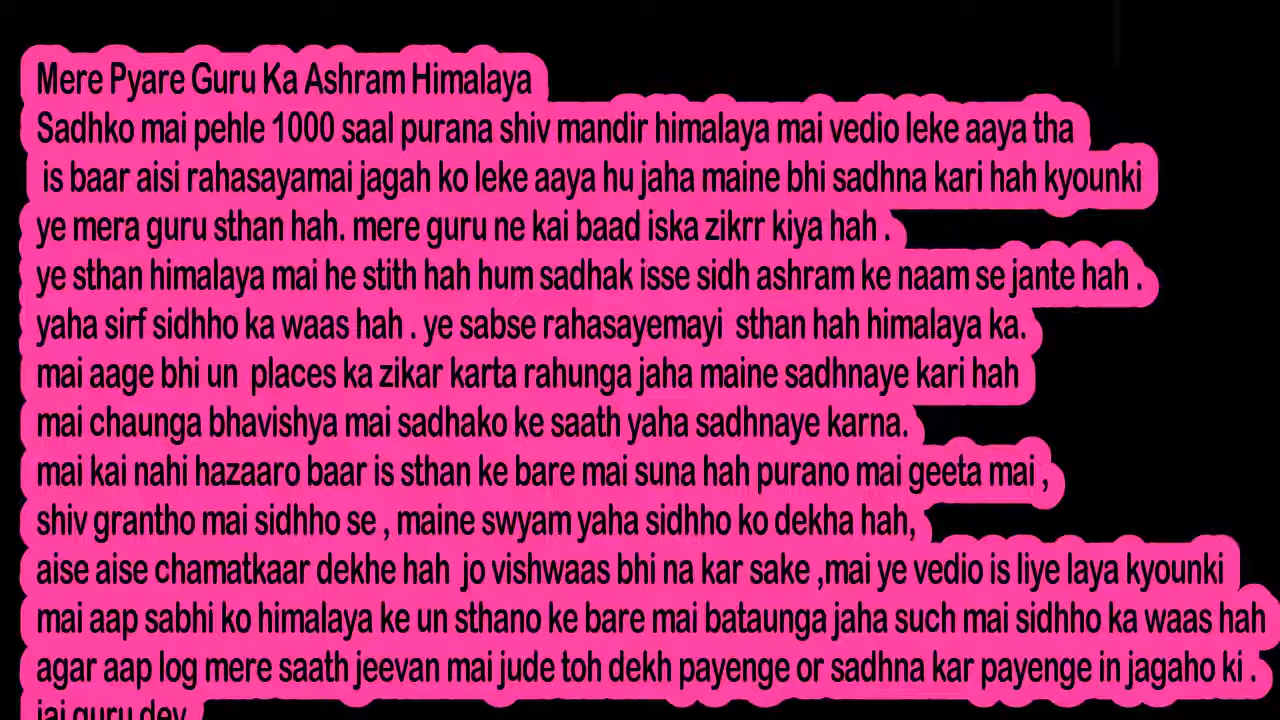 Mere Pyare Guru Ka Ashram Himalaya
Sadhko mai pehle 1000 saal purana shiv mandir himalaya mai vedio leke aaya tha
is baar aisi rahasayamai jagah ko leke aaya hu jaha maine bhi sadhna kari hah kyounki
ye mera guru sthan hah. mere guru ne kai baad iska zikrr kiya hah .
ye sthan himalaya mai he stith hah hum sadhak isse sidh ashram ke naam se jante hah .
yaha sirf sidhho ka waas hah . ye sabse rahasayemayi sthan hah himalaya ka.
mai aage bhi un places ka zikar karta rahunga jaha maine sadhnaye kari hah
mai chaunga bhavishya mai sadhako ke saath yaha sadhnaye karna.
mai kai nahi hazaaro baar is sthan ke bare mai suna hah purano mai geeta mai ,
shiv grantho mai sidhho se , maine swyam yaha sidhho ko dekha hah,
aise aise chamatkaar dekhe hah jo vishwaas bhi na kar sake ,mai ye vedio is liye laya kyounki
mai aap sabhi ko himalaya ke un sthano ke bare mai bataunga jaha such mai sidhho ka waas hah
agar aap log mere saath jeevan mai jude toh dekh payenge or sadhna kar payenge in jagaho ki .
jai guru dev